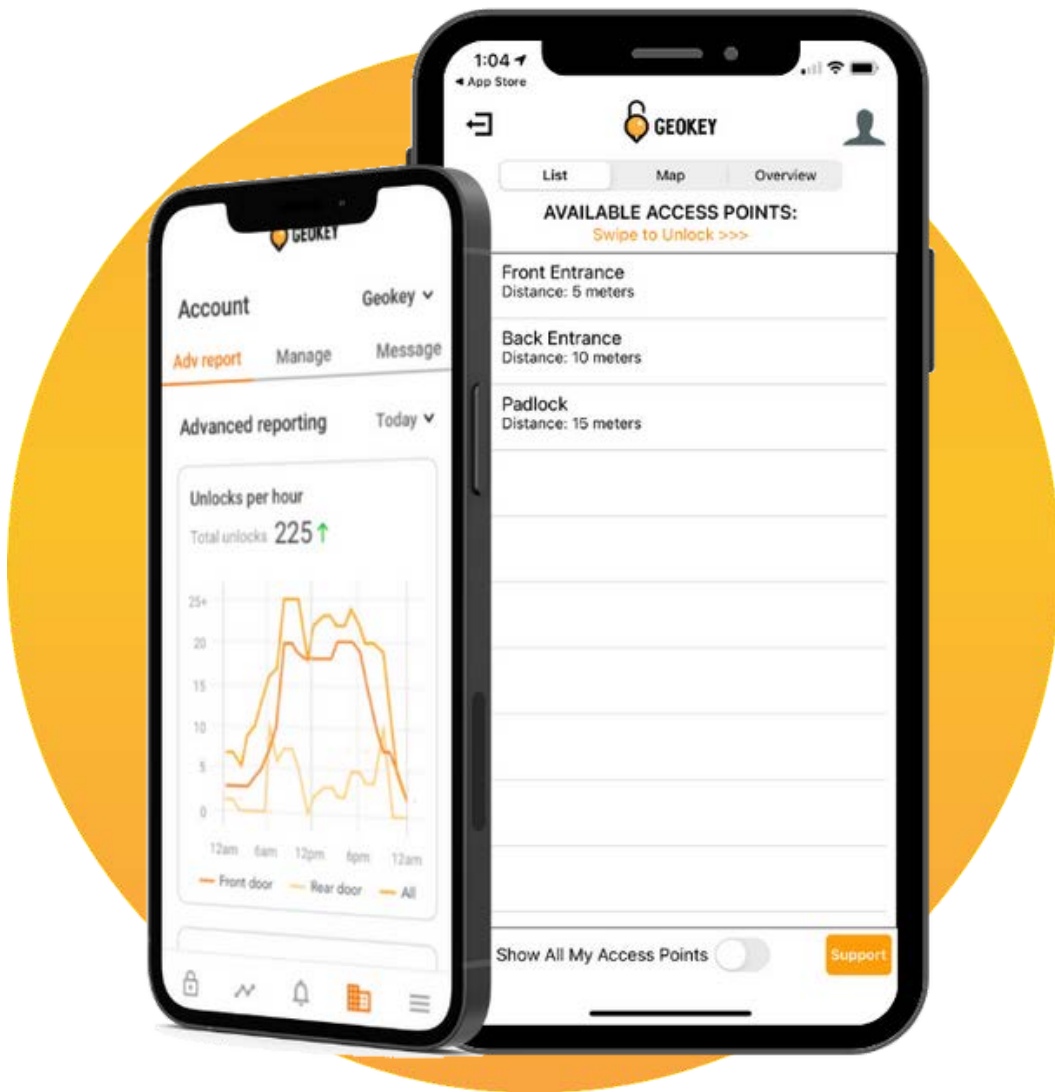 GEOKEY
Account
Geokey
Adv report
Manage
Message
Advanced reporting
Today
Unlocks per hour
Total unlocks 225
25+
20
15
10
5
0
12am 6am 12pm 6pm 12am
Front door Rear door All
1:04
App Store
GEOKEY
List Map Overview
AVAILABLE ACCESS POINTS:
Swipe to Unlock >>>
Front Entrance
Distance: 5 meters
Back Entrance
Distance: 10 meters
Padlock
Distance: 15 meters
Show All My Access Points
Support